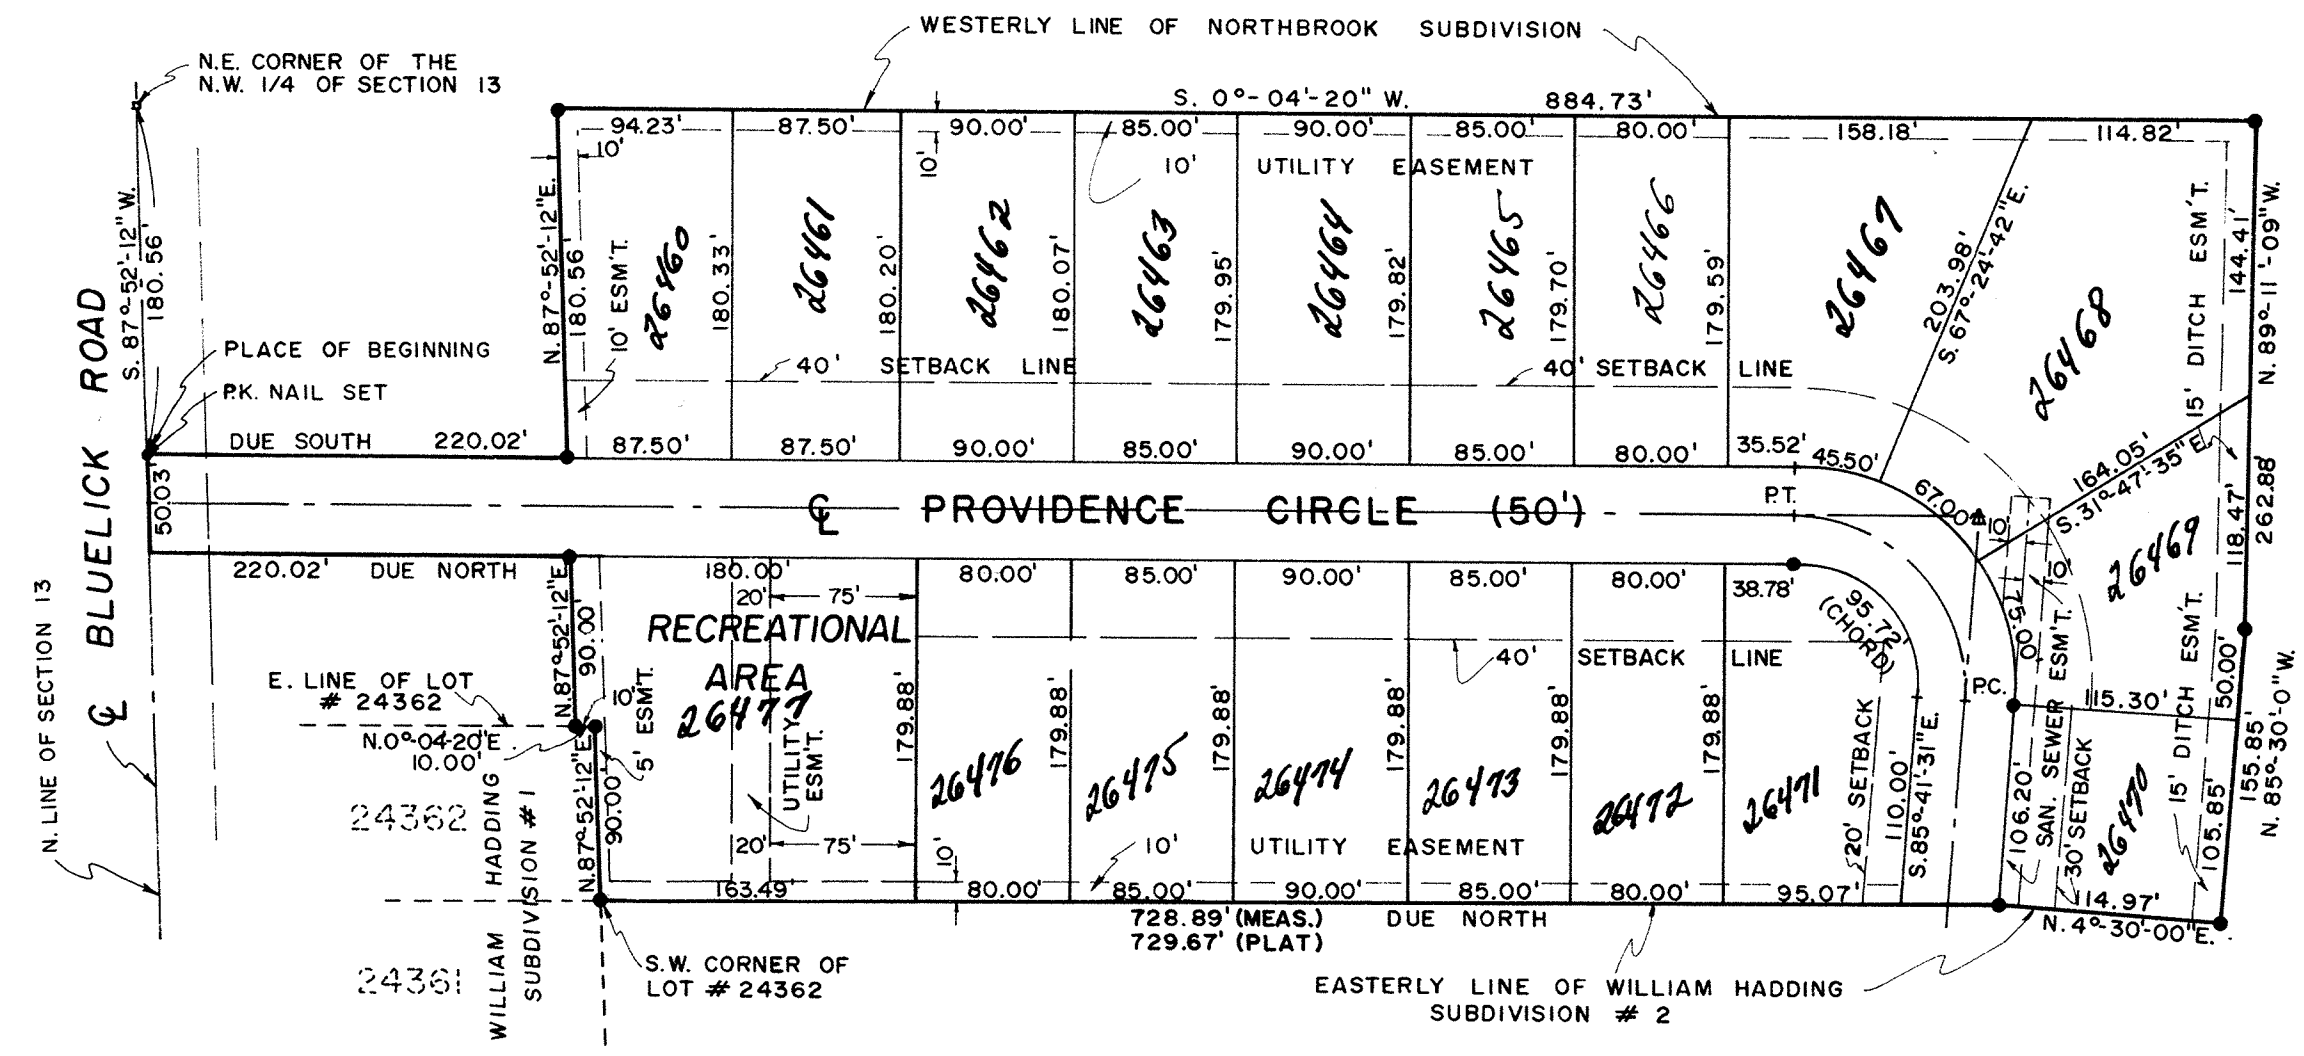 WESTERLY LINE OF NORTHBROOK SUBDIVISION
N.E. CORNER OF THE
N.W. 1/4 OF SECTION 13
S. 0°-04'-20" W. 884.73'
94.23' 87.50' 90.00' 85.00' 90.00' 85.00' 80.00' 158.18' 114.82'
10'
10'
10' UTILITY EASEMENT
S. 87°-52'-12" W.
180.56'
N. 87°-52'-12" E.
180.56'
10' ESM'T.
26460
180.33'
26461
180.20'
26462
180.07'
26463
179.95'
26464
179.82'
26465
179.70'
26466
179.59'
26467
203.98'
S. 67°-24'-42" E.
26468
15' DITCH ESM'T.
144.41'
N. 89°-11'-09" W.
PLACE OF BEGINNING
P.K. NAIL SET
40' SETBACK LINE
40' SETBACK LINE
DUE SOUTH 220.02'
87.50' 87.50' 90.00' 85.00' 90.00' 85.00' 80.00' 35.52' 45.50'
67.00'
164.05'
S. 31°-47'-35" E.
℄ BLUELICK ROAD
50.03'
℄ PROVIDENCE CIRCLE (50')
P.T.
10'
10'
75.00'
26469
118.47'
262.88'
220.02' DUE NORTH
180.00' 80.00' 85.00' 90.00' 85.00' 80.00' 38.78'
95.72'
(CHORD)
20' 75'
RECREATIONAL
AREA
26477
N. LINE OF SECTION 13
N. 87°-52'-12" E.
90.00'
E. LINE OF LOT
# 24362
10'
5' ESM'T.
N.0°-04'-20"E.
10.00'
N. 87°-52'-12" E.
90.00'
UTILITY
ESM'T.
20' 75'
179.88'
26476
179.88'
26475
179.88'
26474
179.88'
26473
179.88'
26472
179.88'
26471
40' SETBACK LINE
20' SETBACK
110.00'
S. 85°-41'-31" E.
P.C.
115.30'
106.20'
SAN. SEWER ESM'T.
30' SETBACK
26470
15' DITCH ESM'T.
50.00'
105.85'
155.85'
N. 85°-30'-0" W.
24362
WILLIAM HADDING
SUBDIVISION # 1
10'
10' UTILITY EASEMENT
163.49' 80.00' 85.00' 90.00' 85.00' 80.00' 95.07' 114.97'
728.89' (MEAS.) DUE NORTH
729.67' (PLAT)
N. 4°-30'-00" E.
24361
S.W. CORNER OF
LOT # 24362
EASTERLY LINE OF WILLIAM HADDING
SUBDIVISION # 2